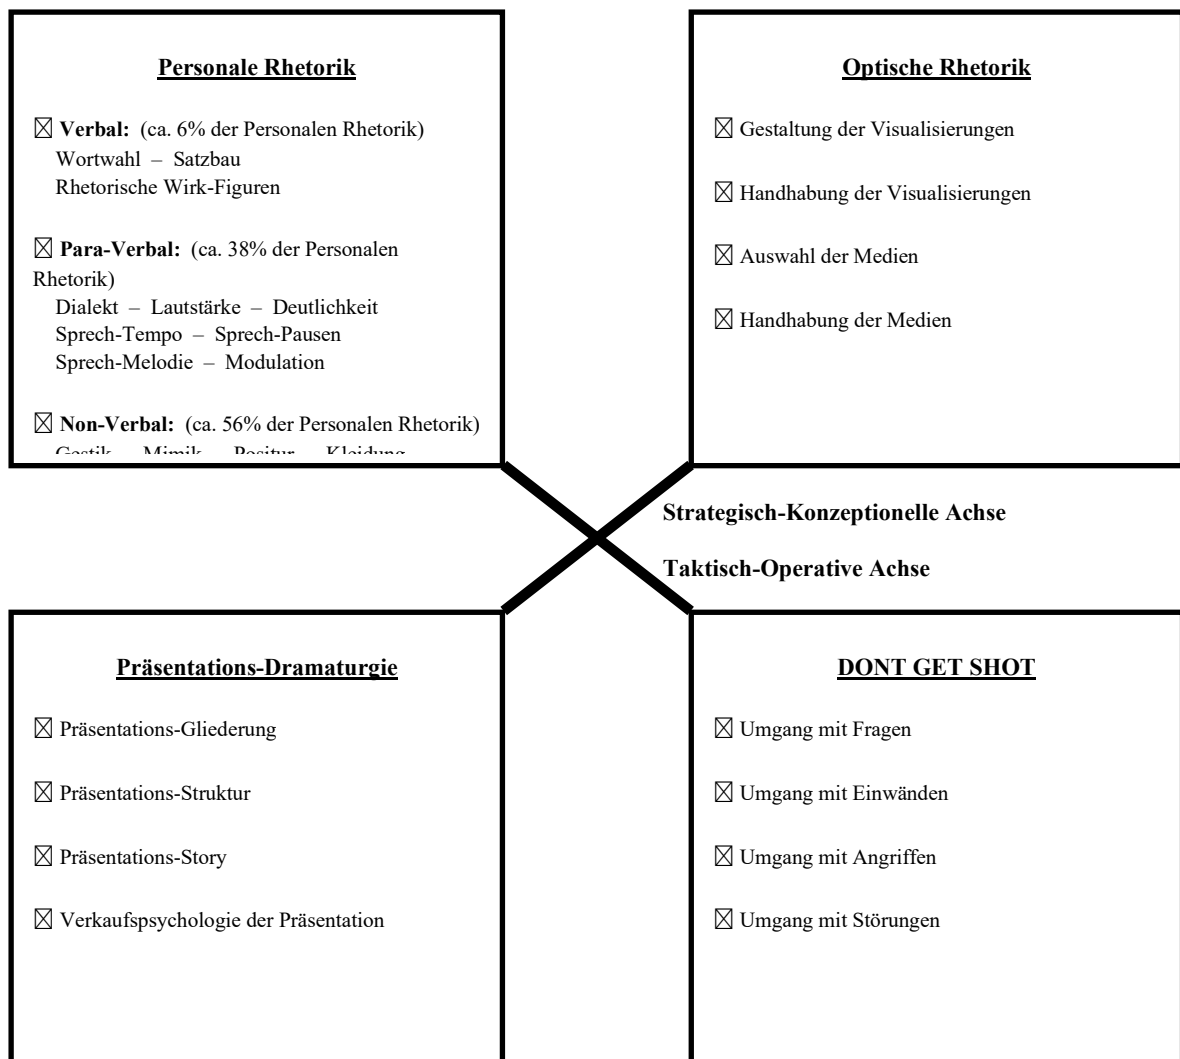 Personale Rhetorik
☒ Verbal: (ca. 6% der Personalen Rhetorik)
Wortwahl – Satzbau
Rhetorische Wirk-Figuren
☒ Para-Verbal: (ca. 38% der Personalen
Rhetorik)
Dialekt – Lautstärke – Deutlichkeit
Sprech-Tempo – Sprech-Pausen
Sprech-Melodie – Modulation
☒ Non-Verbal: (ca. 56% der Personalen Rhetorik)
Gestik Mimik Positur Kleidung
Optische Rhetorik
☒ Gestaltung der Visualisierungen
☒ Handhabung der Visualisierungen
☒ Auswahl der Medien
☒ Handhabung der Medien
Strategisch-Konzeptionelle Achse
Taktisch-Operative Achse
Präsentations-Dramaturgie
☒ Präsentations-Gliederung
☒ Präsentations-Struktur
☒ Präsentations-Story
☒ Verkaufspsychologie der Präsentation
DONT GET SHOT
☒ Umgang mit Fragen
☒ Umgang mit Einwänden
☒ Umgang mit Angriffen
☒ Umgang mit Störungen